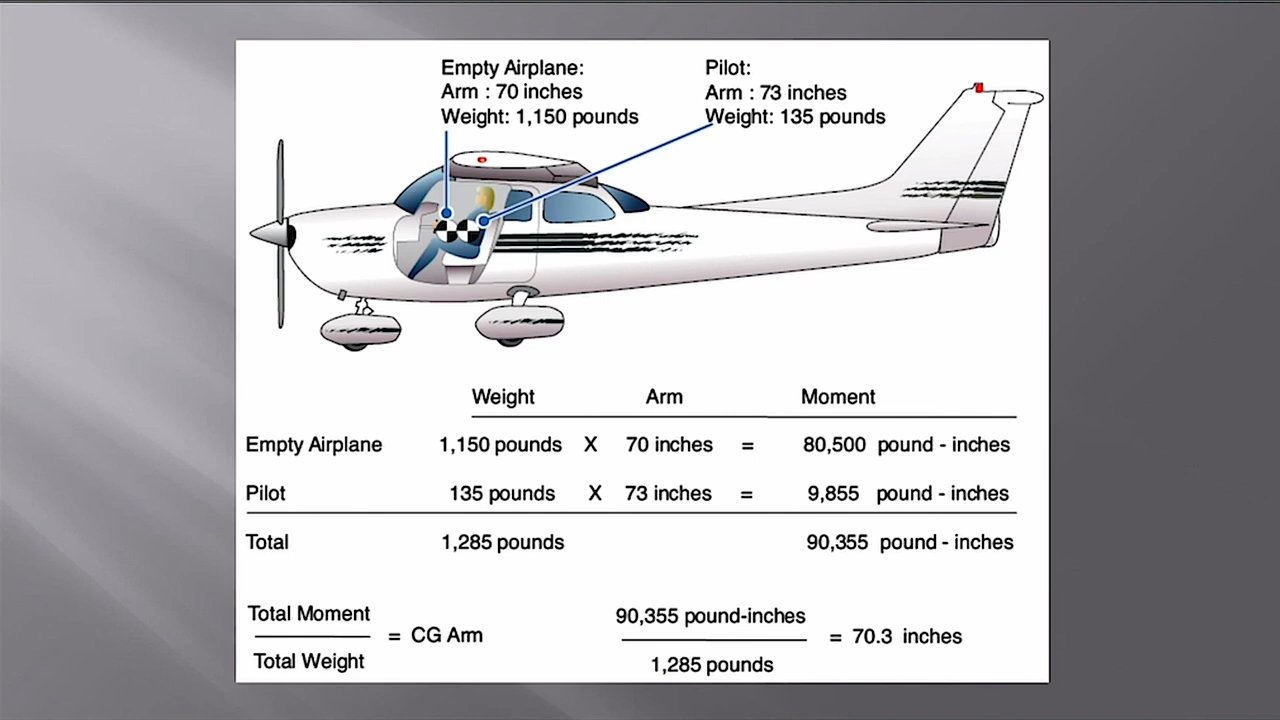 Empty Airplane:
Arm : 70 inches
Weight: 1,150 pounds
Pilot:
Arm : 73 inches
Weight: 135 pounds
Weight Arm Moment
Empty Airplane 1,150 pounds X 70 inches = 80,500 pound - inches
Pilot 135 pounds X 73 inches = 9,855 pound - inches
Total 1,285 pounds 90,355 pound - inches
Total Moment
Total Weight
= CG Arm
90,355 pound-inches
1,285 pounds
= 70.3 inches